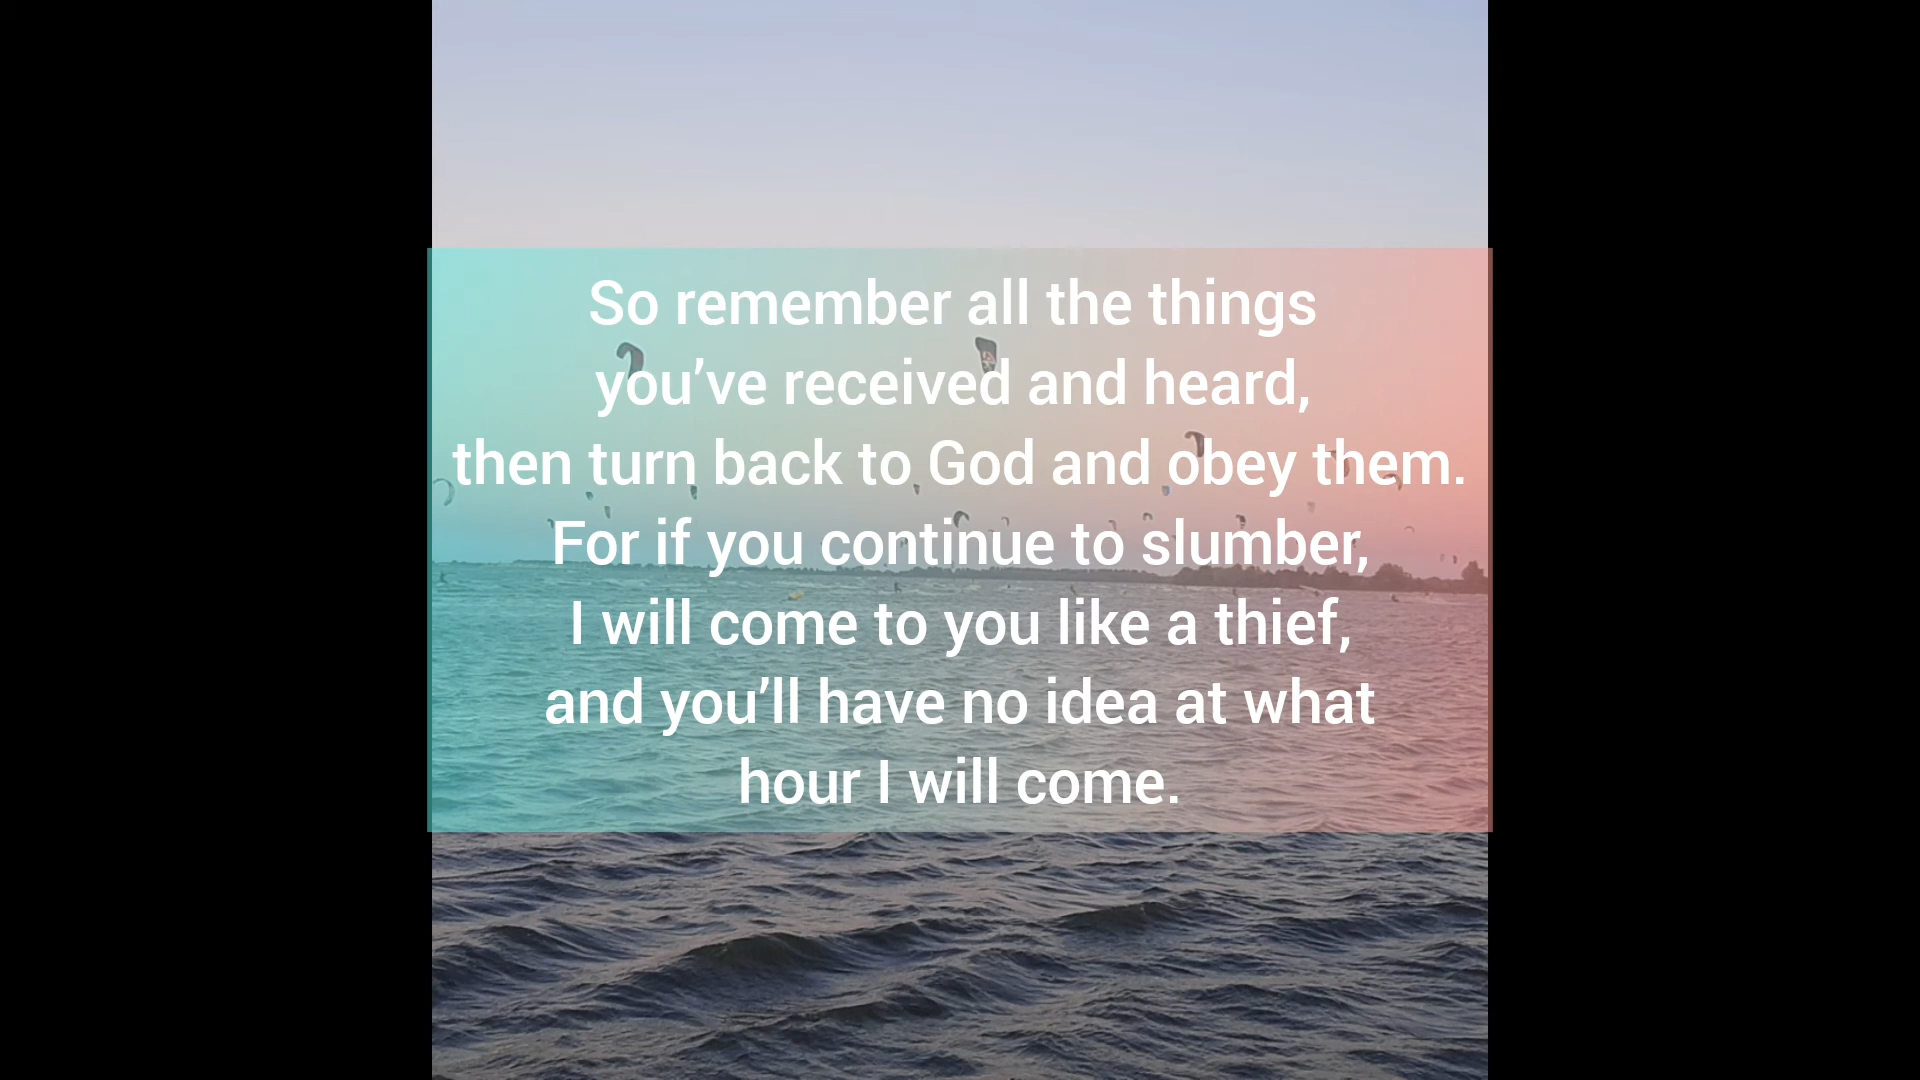 So remember all the things
you’ve received and heard,
then turn back to God and obey them.
For if you continue to slumber,
I will come to you like a thief,
and you’ll have no idea at what
hour I will come.